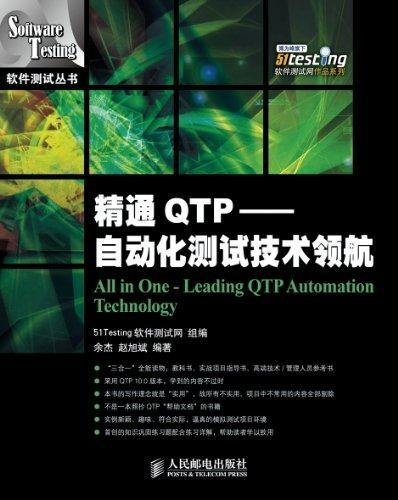 Software
Testing
软件测试丛书
博为峰旗下
51testing
软件测试网作品系列
精通 QTP——
自动化测试技术领航
All in One - Leading QTP Automation
Technology
51Testing 软件测试网 组编
余杰 赵旭斌 编著
“三合一”全能读物：教科书、实战项目指导书、高端技术／管理人员参考书
采用 QTP 10.0 版本，学到的内容不过时
本书的写作理念就是“实用”，故所有不实用、项目中不常用的内容全部剔除
不是一本照抄 QTP“帮助文档”的书籍
实例新颖、趣味、符合实际，逼真的模拟测试项目环境
首创的知识巩固练习题配合练习详解，帮助读者学以致用
人民邮电出版社
POSTS & TELECOM PRESS